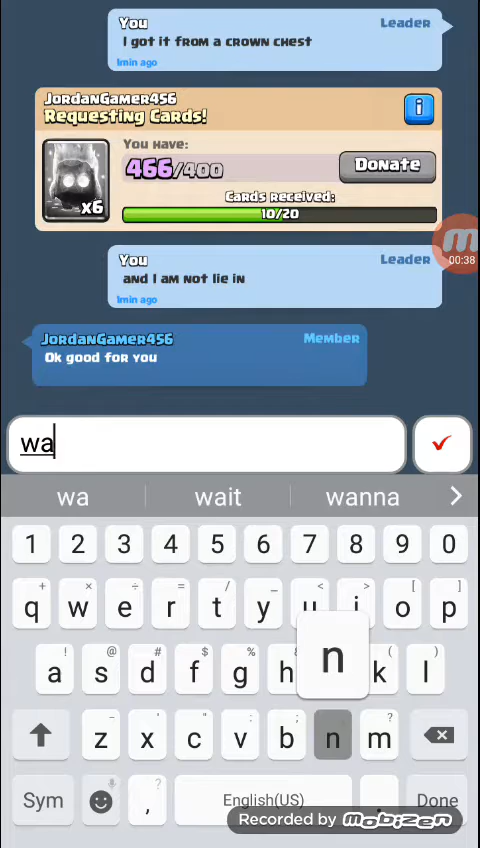 You Leader
I got it from a crown chest
1min ago
JordanGamer456
Requesting Cards!
i
You have:
466/400
Donate
x6
Cards received:
10/20
00:38
You Leader
and I am not lie in
1min ago
JordanGamer456 Member
Ok good for you
wa
wa wait wanna
1 2 3 4 5 6 7 8 9 0
+ × ÷ = / _ < > [ ]
q w e r t y u i o p
! @ # $ % ( )
a s d f g h k l
n
- ' " : ; ?
z x c v b n m
Sym , ? English(US) . Done
Recorded by mobizen